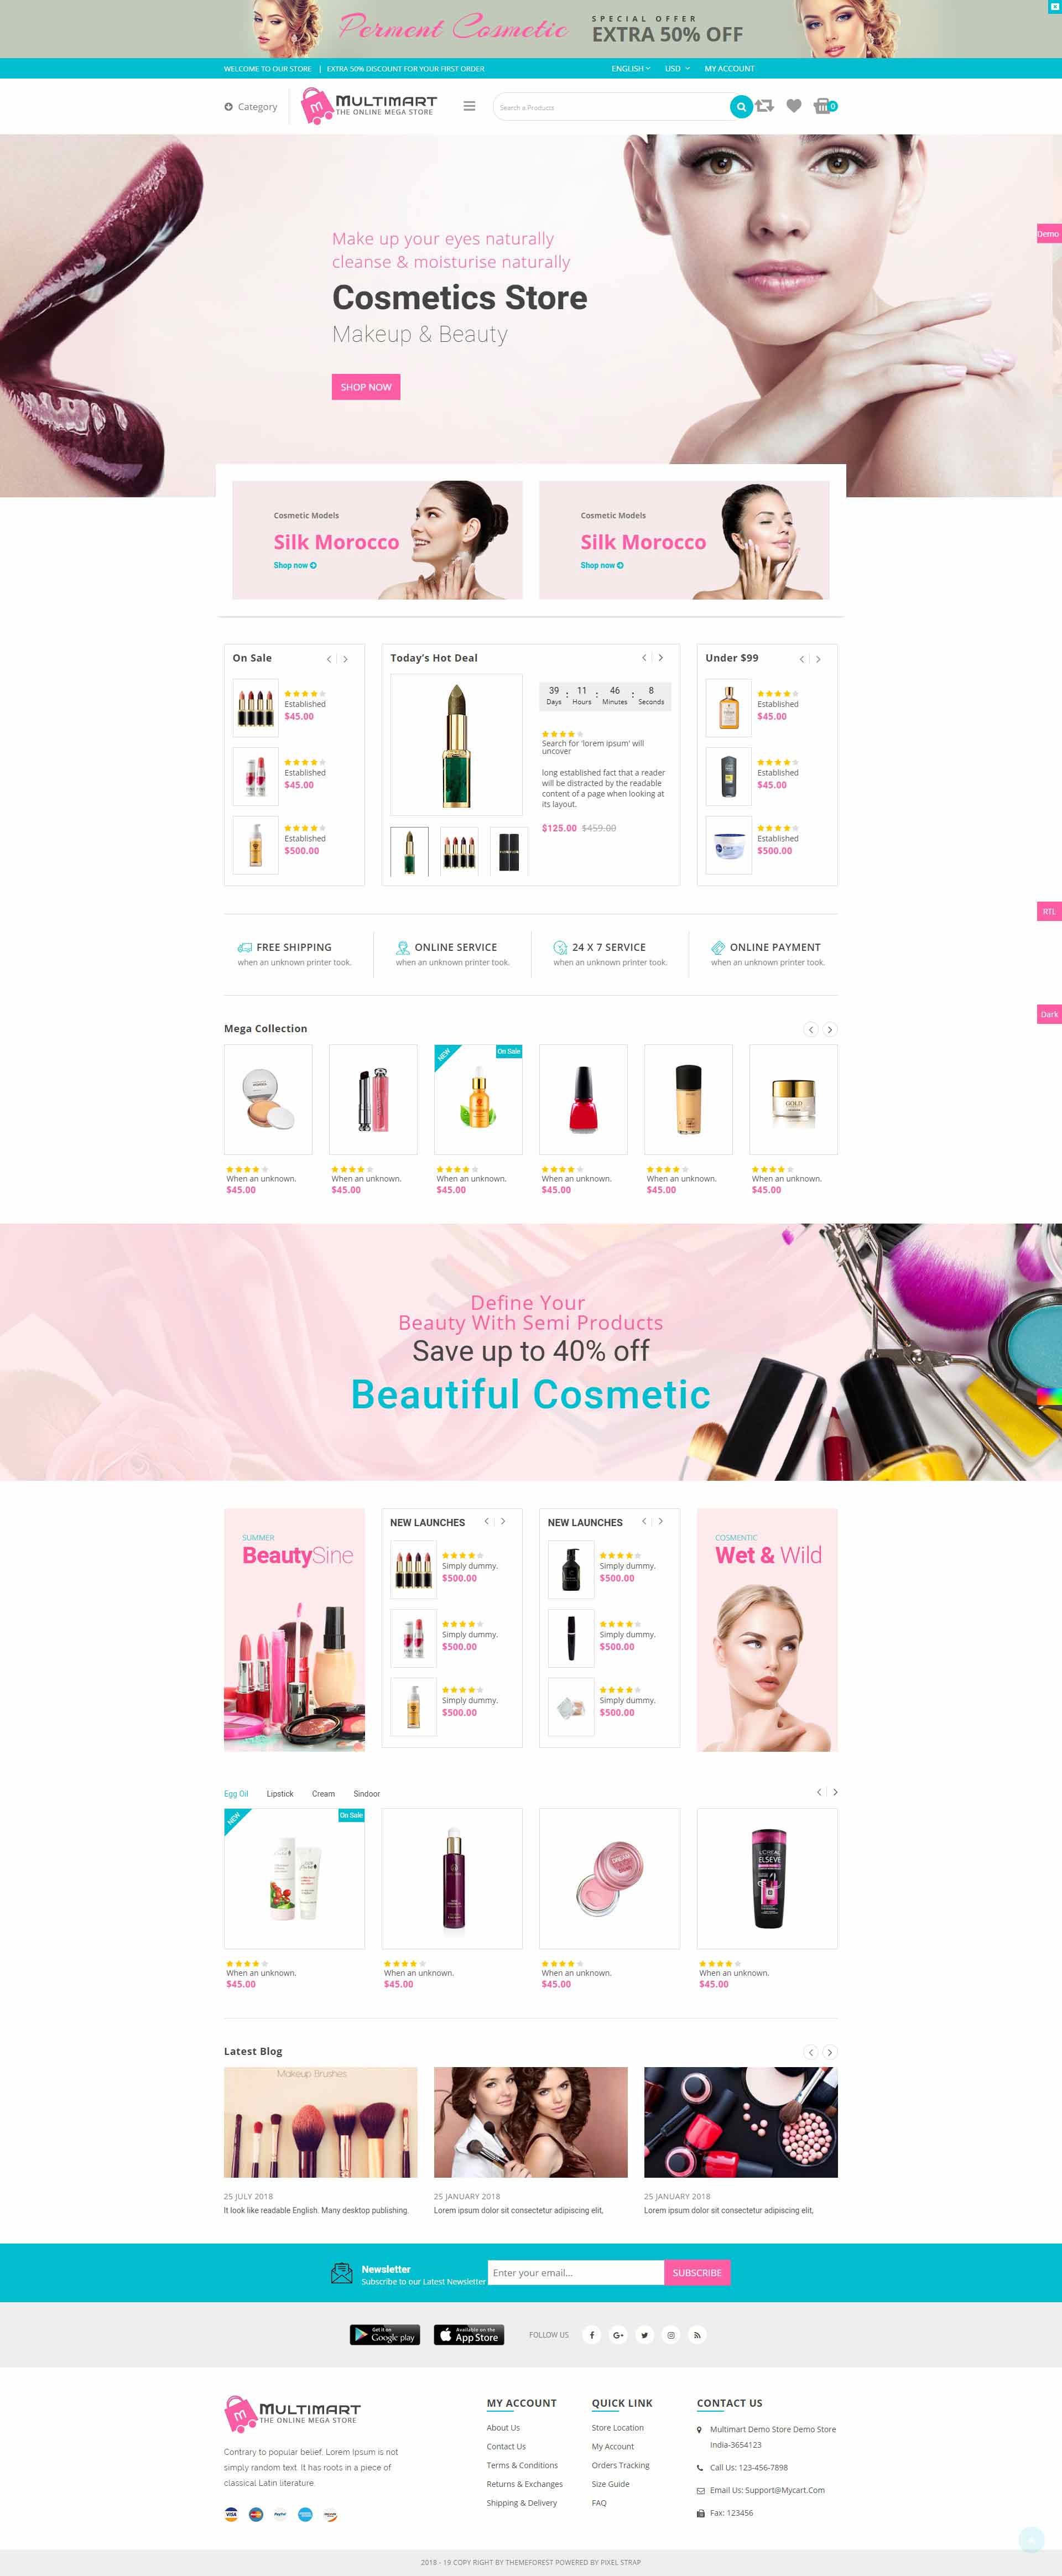 Perment Cosmetic
SPECIAL OFFER
EXTRA 50% OFF
WELCOME TO OUR STORE | EXTRA 50% DISCOUNT FOR YOUR FIRST ORDER
ENGLISH USD MY ACCOUNT
Category
MULTIMART
THE ONLINE MEGA STORE
Search a Products
0
Demo
Make up your eyes naturally
cleanse & moisturise naturally
Cosmetics Store
Makeup & Beauty
SHOP NOW
Cosmetic Models
Silk Morocco
Shop now
Cosmetic Models
Silk Morocco
Shop now
On Sale
Established
$45.00
Established
$45.00
Established
$500.00
Today's Hot Deal
39 : 11 : 46 : 8
Days Hours Minutes Seconds
Search for 'lorem ipsum' will
uncover
long established fact that a reader
will be distracted by the readable
content of a page when looking at
its layout.
$125.00 $459.00
Under $99
Established
$45.00
Established
$45.00
Established
$500.00
RTL
FREE SHIPPING
when an unknown printer took.
ONLINE SERVICE
when an unknown printer took.
24 X 7 SERVICE
when an unknown printer took.
ONLINE PAYMENT
when an unknown printer took.
Dark
Mega Collection
NEW
On Sale
GOLD
When an unknown.
$45.00
When an unknown.
$45.00
When an unknown.
$45.00
When an unknown.
$45.00
When an unknown.
$45.00
When an unknown.
$45.00
Define Your
Beauty With Semi Products
Save up to 40% off
Beautiful Cosmetic
SUMMER
BeautySine
NEW LAUNCHES
Simply dummy.
$500.00
Simply dummy.
$500.00
Simply dummy.
$500.00
NEW LAUNCHES
Simply dummy.
$500.00
Simply dummy.
$500.00
Simply dummy.
$500.00
COSMENTIC
Wet & Wild
Egg Oil Lipstick Cream Sindoor
NEW
On Sale
DREAM
L'OREAL
ELSEVE
When an unknown.
$45.00
When an unknown.
$45.00
When an unknown.
$45.00
When an unknown.
$45.00
Latest Blog
Makeup Brushes
25 JULY 2018
It look like readable English. Many desktop publishing.
25 JANUARY 2018
Lorem ipsum dolor sit consectetur adipiscing elit,
25 JANUARY 2018
Lorem ipsum dolor sit consectetur adipiscing elit,
Newsletter
Subscribe to our Latest Newsletter
Enter your email...
SUBSCRIBE
Get it on
Google play
Available on the
App Store
FOLLOW US
MULTIMART
THE ONLINE MEGA STORE
Contrary to popular belief, Lorem Ipsum is not
simply random text. It has roots in a piece of
classical Latin literature.
VISA
PayPal
MY ACCOUNT
About Us
Contact Us
Terms & Conditions
Returns & Exchanges
Shipping & Delivery
QUICK LINK
Store Location
My Account
Orders Tracking
Size Guide
FAQ
CONTACT US
Multimart Demo Store Demo Store
India-3654123
Call Us: 123-456-7898
Email Us: Support@Mycart.Com
Fax: 123456
2018 - 19 COPY RIGHT BY THEMEFOREST POWERED BY PIXEL STRAP